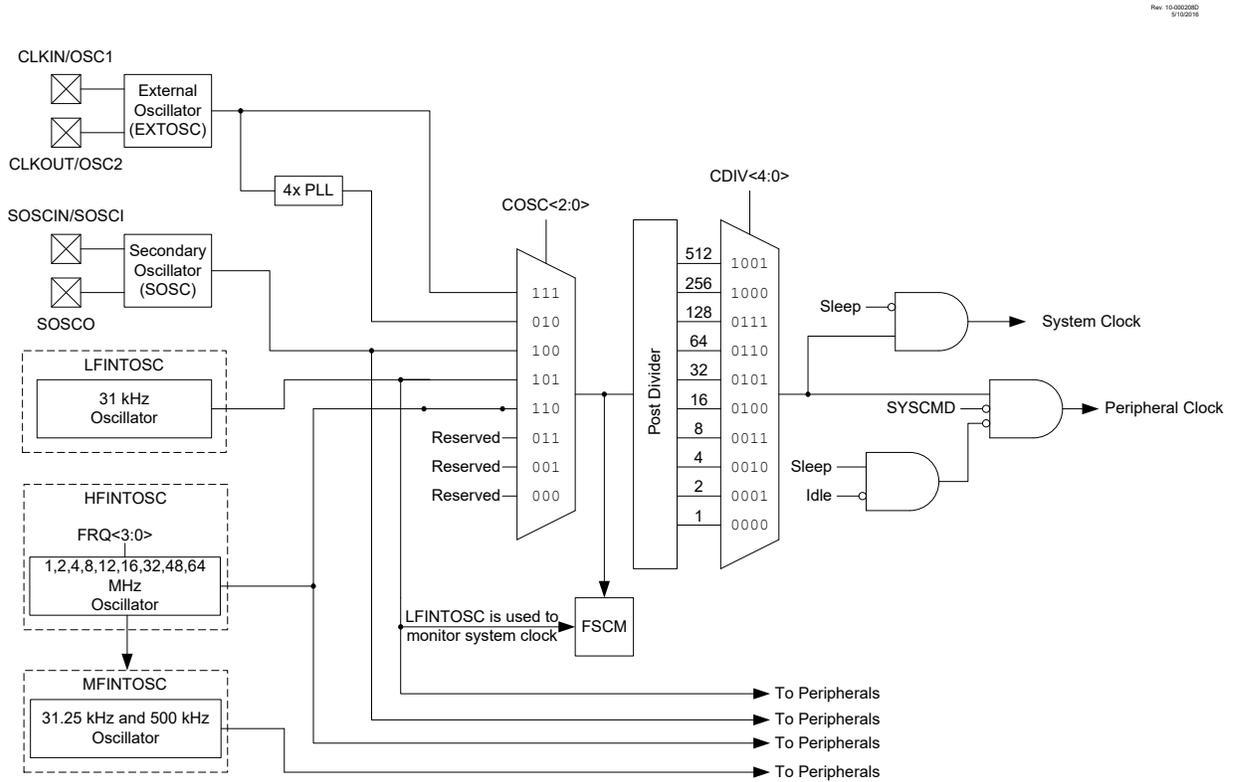 Rev. 10-000208D
5/10/2016
CLKIN/OSC1
External
Oscillator
(EXTOSC)
CLKOUT/OSC2
4x PLL
CDIV<4:0>
COSC<2:0>
SOSCIN/SOSCI
Secondary
Oscillator
(SOSC)
SOSCO
LFINTOSC
31 kHz
Oscillator
HFINTOSC
FRQ<3:0>
1,2,4,8,12,16,32,48,64
MHz
Oscillator
MFINTOSC
31.25 kHz and 500 kHz
Oscillator
111
010
100
101
110
Reserved 011
Reserved 001
Reserved 000
Post Divider
512 1001
256 1000
128 0111
64 0110
32 0101
16 0100
8 0011
4 0010
2 0001
1 0000
Sleep
System Clock
SYSCMD
Peripheral Clock
Sleep
Idle
LFINTOSC is used to
monitor system clock
FSCM
To Peripherals
To Peripherals
To Peripherals
To Peripherals